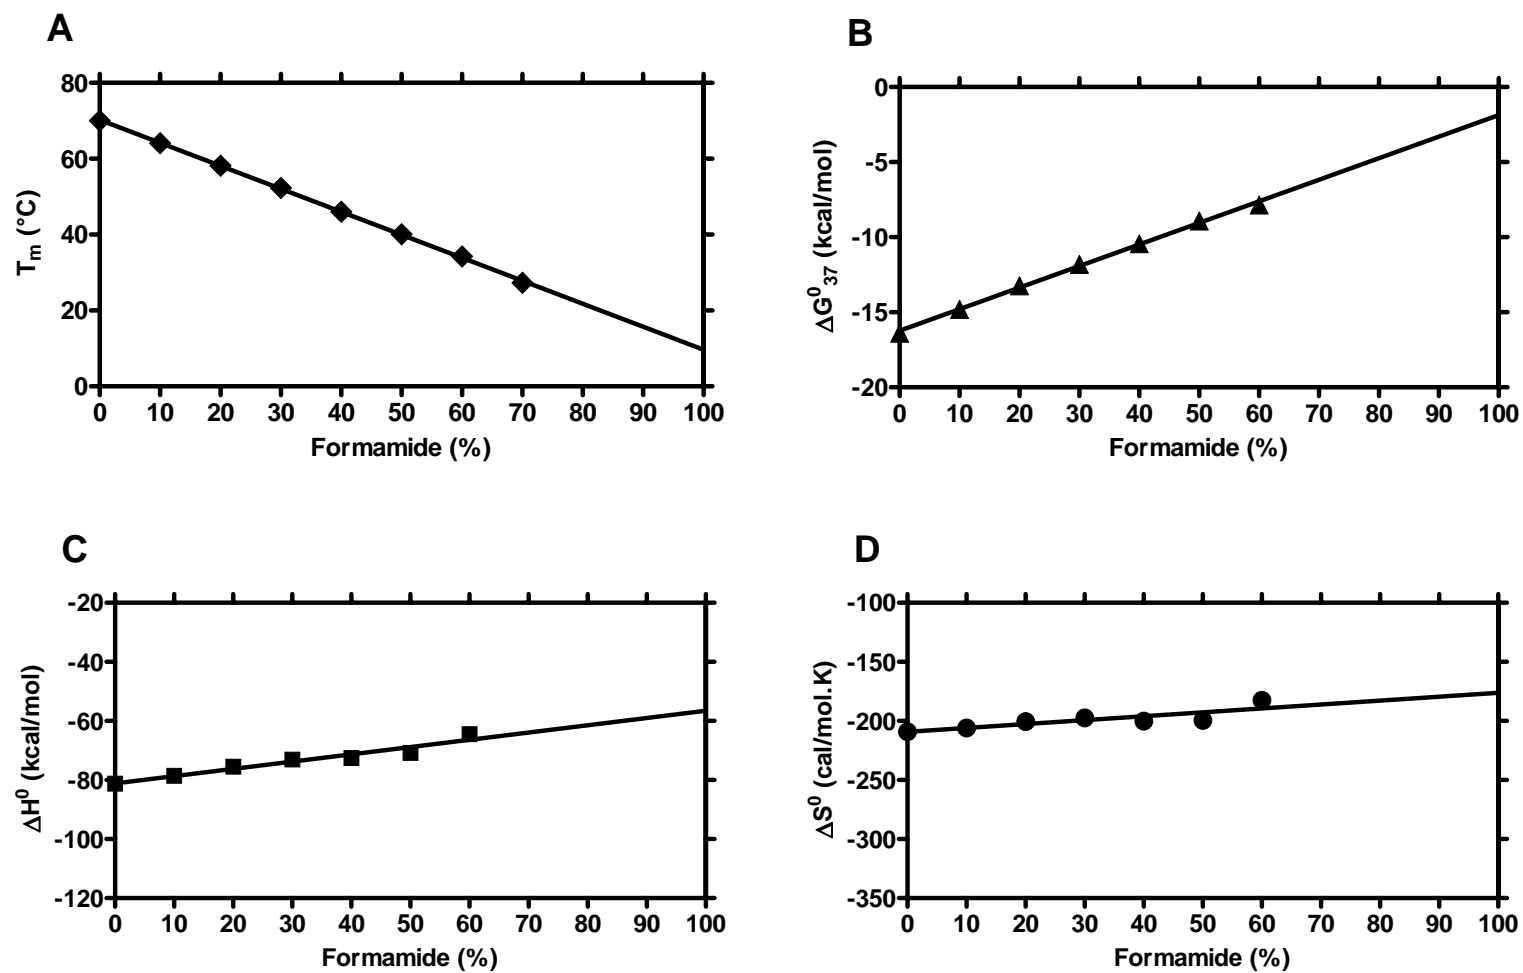 A
80
60
40
20
0
Tm (°C)
0 10 20 30 40 50 60 70 80 90 100
Formamide (%)
B
0
-5
-10
-15
-20
ΔG⁰37 (kcal/mol)
0 10 20 30 40 50 60 70 80 90 100
Formamide (%)
C
-20
-40
-60
-80
-100
-120
ΔH⁰ (kcal/mol)
0 10 20 30 40 50 60 70 80 90 100
Formamide (%)
D
-100
-150
-200
-250
-300
-350
ΔS⁰ (cal/mol.K)
0 10 20 30 40 50 60 70 80 90 100
Formamide (%)